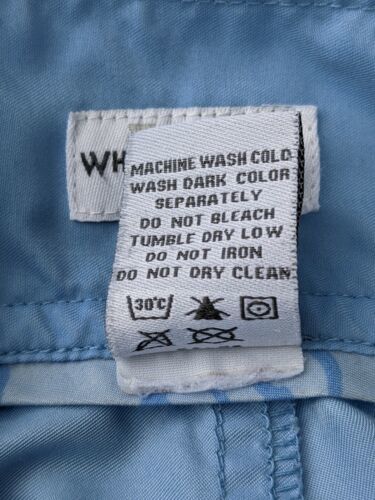 WH
MACHINE WASH COLD
WASH DARK COLOR
SEPARATELY
DO NOT BLEACH
TUMBLE DRY LOW
DO NOT IRON
DO NOT DRY CLEAN
30°C